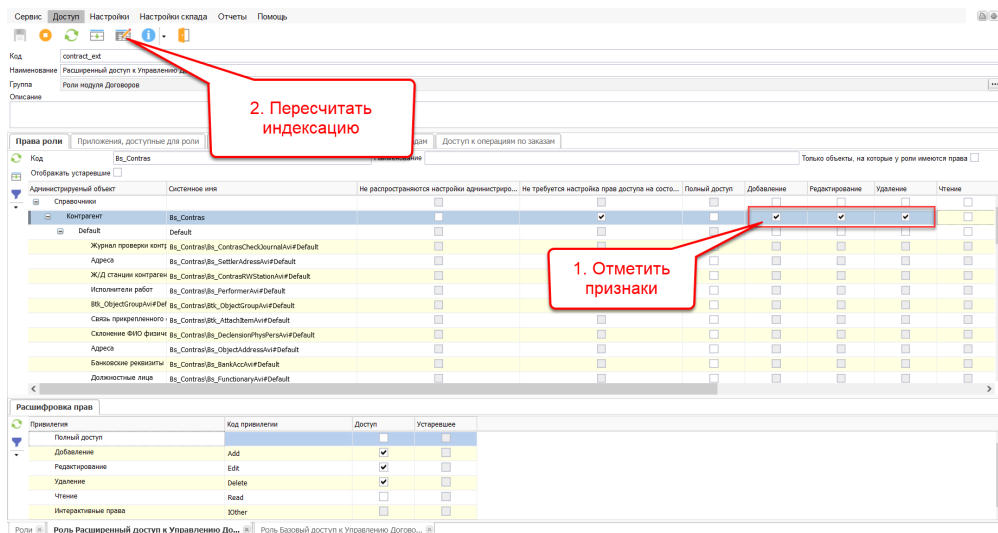 Сервис Доступ Настройки Настройки склада Отчеты Помощь
Код contract_ext
Наименование Расширенный доступ к Управлению
Группа Роли модуля Договоров
Описание
2. Пересчитать
индексацию
Права роли Приложения, доступные для роли Доступ к операциям по заказам
Код Bs_Contras Только объекты, на которые у роли имеются права
Отображать устаревшие
Администрируемый объект Системное имя Не распространяются настройки администриро... Не требуется настройка прав доступа на состо... Полный доступ Добавление Редактирование Удаление Чтение
Справочники
Контрагент Bs_Contras
Default Default
Журнал проверки контр Bs_Contras\Bs_ContrasCheckJournalAvi#Default
Адреса Bs_Contras\Bs_SettlerAdressAvi#Default
Ж/Д станции контраген Bs_Contras\Bs_ContrasRWStationAvi#Default
Исполнители работ Bs_Contras\Bs_PerformerAvi#Default
Btk_ObjectGroupAvi#Def Bs_Contras\Btk_ObjectGroupAvi#Default
Связь прикрепленного Bs_Contras\Btk_AttachItemAvi#Default
Склонение ФИО физиче Bs_Contras\Bs_DeclensionPhysPersAvi#Default
Адреса Bs_Contras\Bs_ObjectAddressAvi#Default
Банковские реквизиты Bs_Contras\Bs_BankAccAvi#Default
Должностные лица Bs_Contras\Bs_FunctionaryAvi#Default
1. Отметить
признаки
Расшифровка прав
Привилегия Код привилегии Доступ Устаревшее
Полный доступ
Добавление Add
Редактирование Edit
Удаление Delete
Чтение Read
Интерактивные права IOther
Роли Роль Расширенный доступ к Управлению До... Роль Базовый доступ к Управлению Догово...